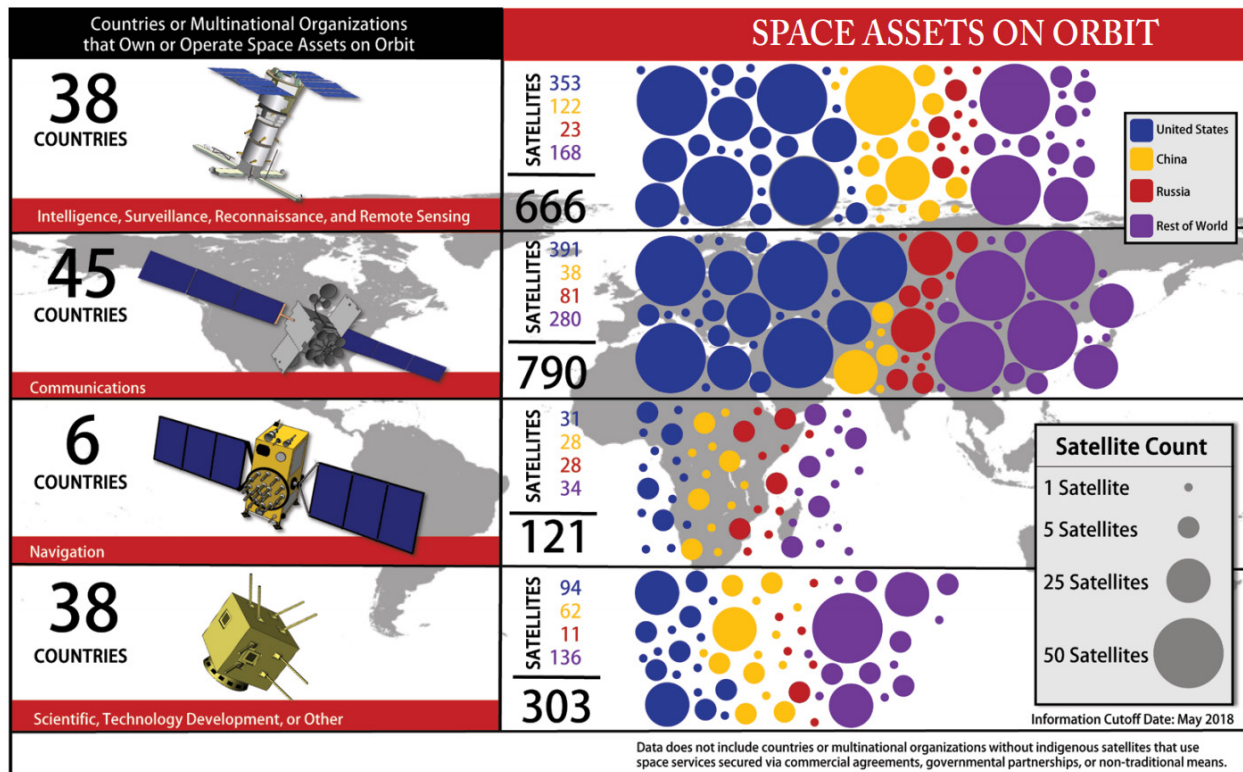 Countries or Multinational Organizations
that Own or Operate Space Assets on Orbit
SPACE ASSETS ON ORBIT
38
COUNTRIES
Intelligence, Surveillance, Reconnaissance, and Remote Sensing
SATELLITES
353
122
23
168
666
United States
China
Russia
Rest of World
45
COUNTRIES
Communications
SATELLITES
391
38
81
280
790
6
COUNTRIES
Navigation
SATELLITES
31
28
28
34
121
38
COUNTRIES
Scientific, Technology Development, or Other
SATELLITES
94
62
11
136
303
Satellite Count
1 Satellite
5 Satellites
25 Satellites
50 Satellites
Information Cutoff Date: May 2018
Data does not include countries or multinational organizations without indigenous satellites that use
space services secured via commercial agreements, governmental partnerships, or non-traditional means.